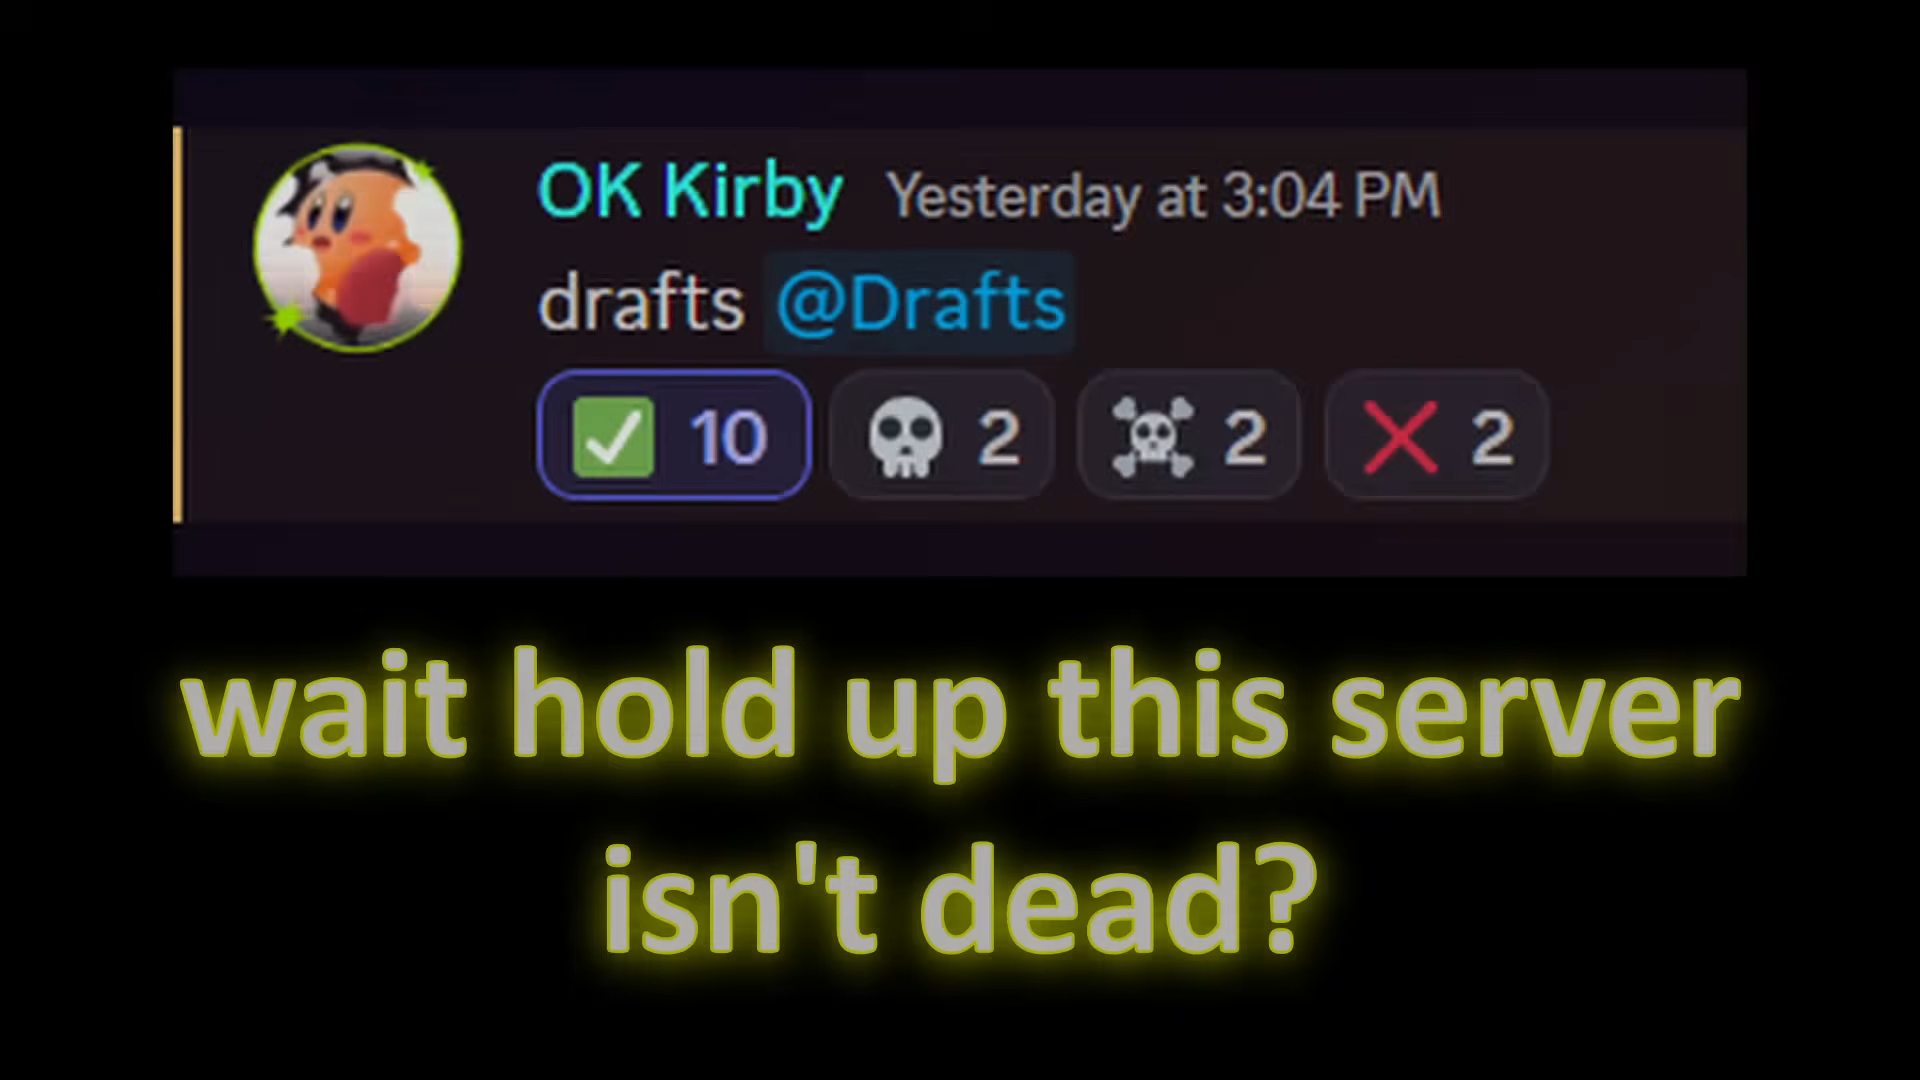 OK Kirby Yesterday at 3:04 PM
drafts @Drafts
10 2 2 2
wait hold up this server
isn't dead?